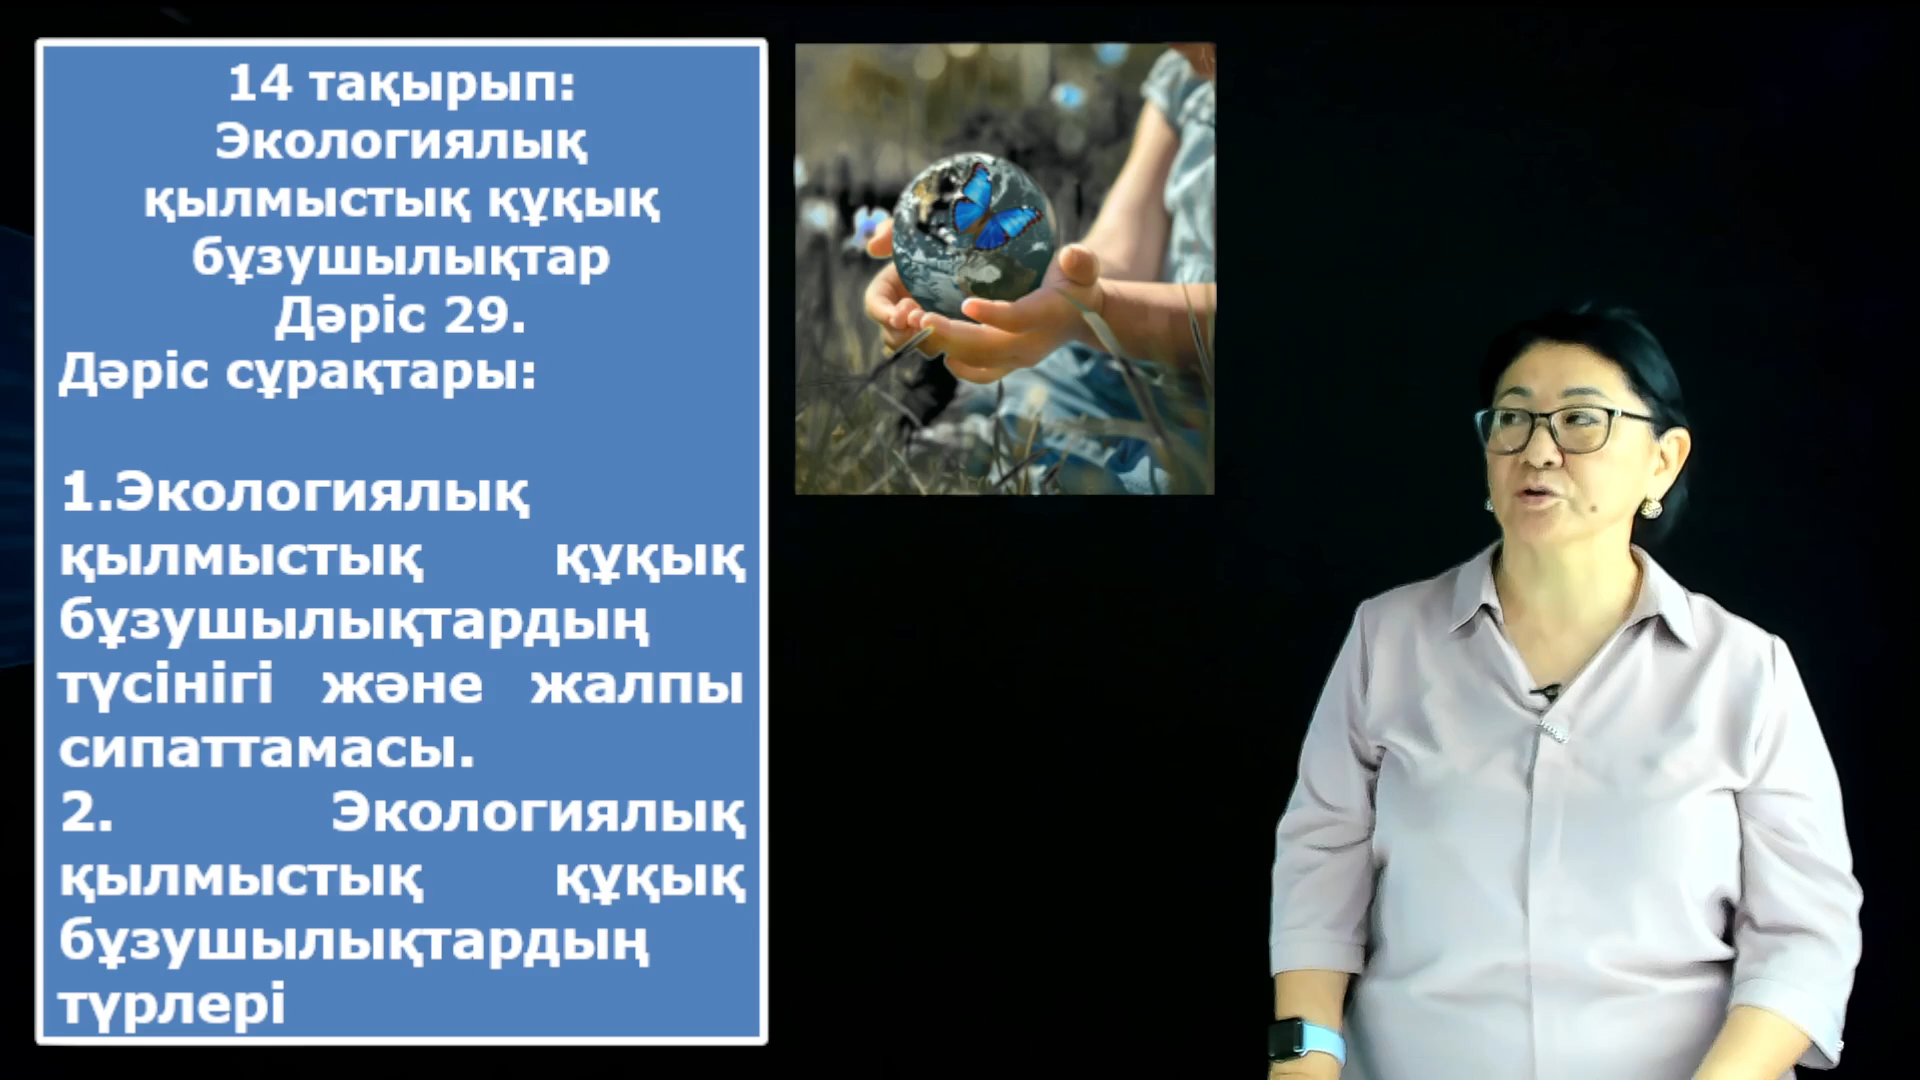 14 тақырып:
Экологиялық
қылмыстық құқық
бұзушылықтар
Дәріс 29.
Дәріс сұрақтары:
1.Экологиялық
қылмыстық құқық
бұзушылықтардың
түсінігі және жалпы
сипаттамасы.
2. Экологиялық
қылмыстық құқық
бұзушылықтардың
түрлері